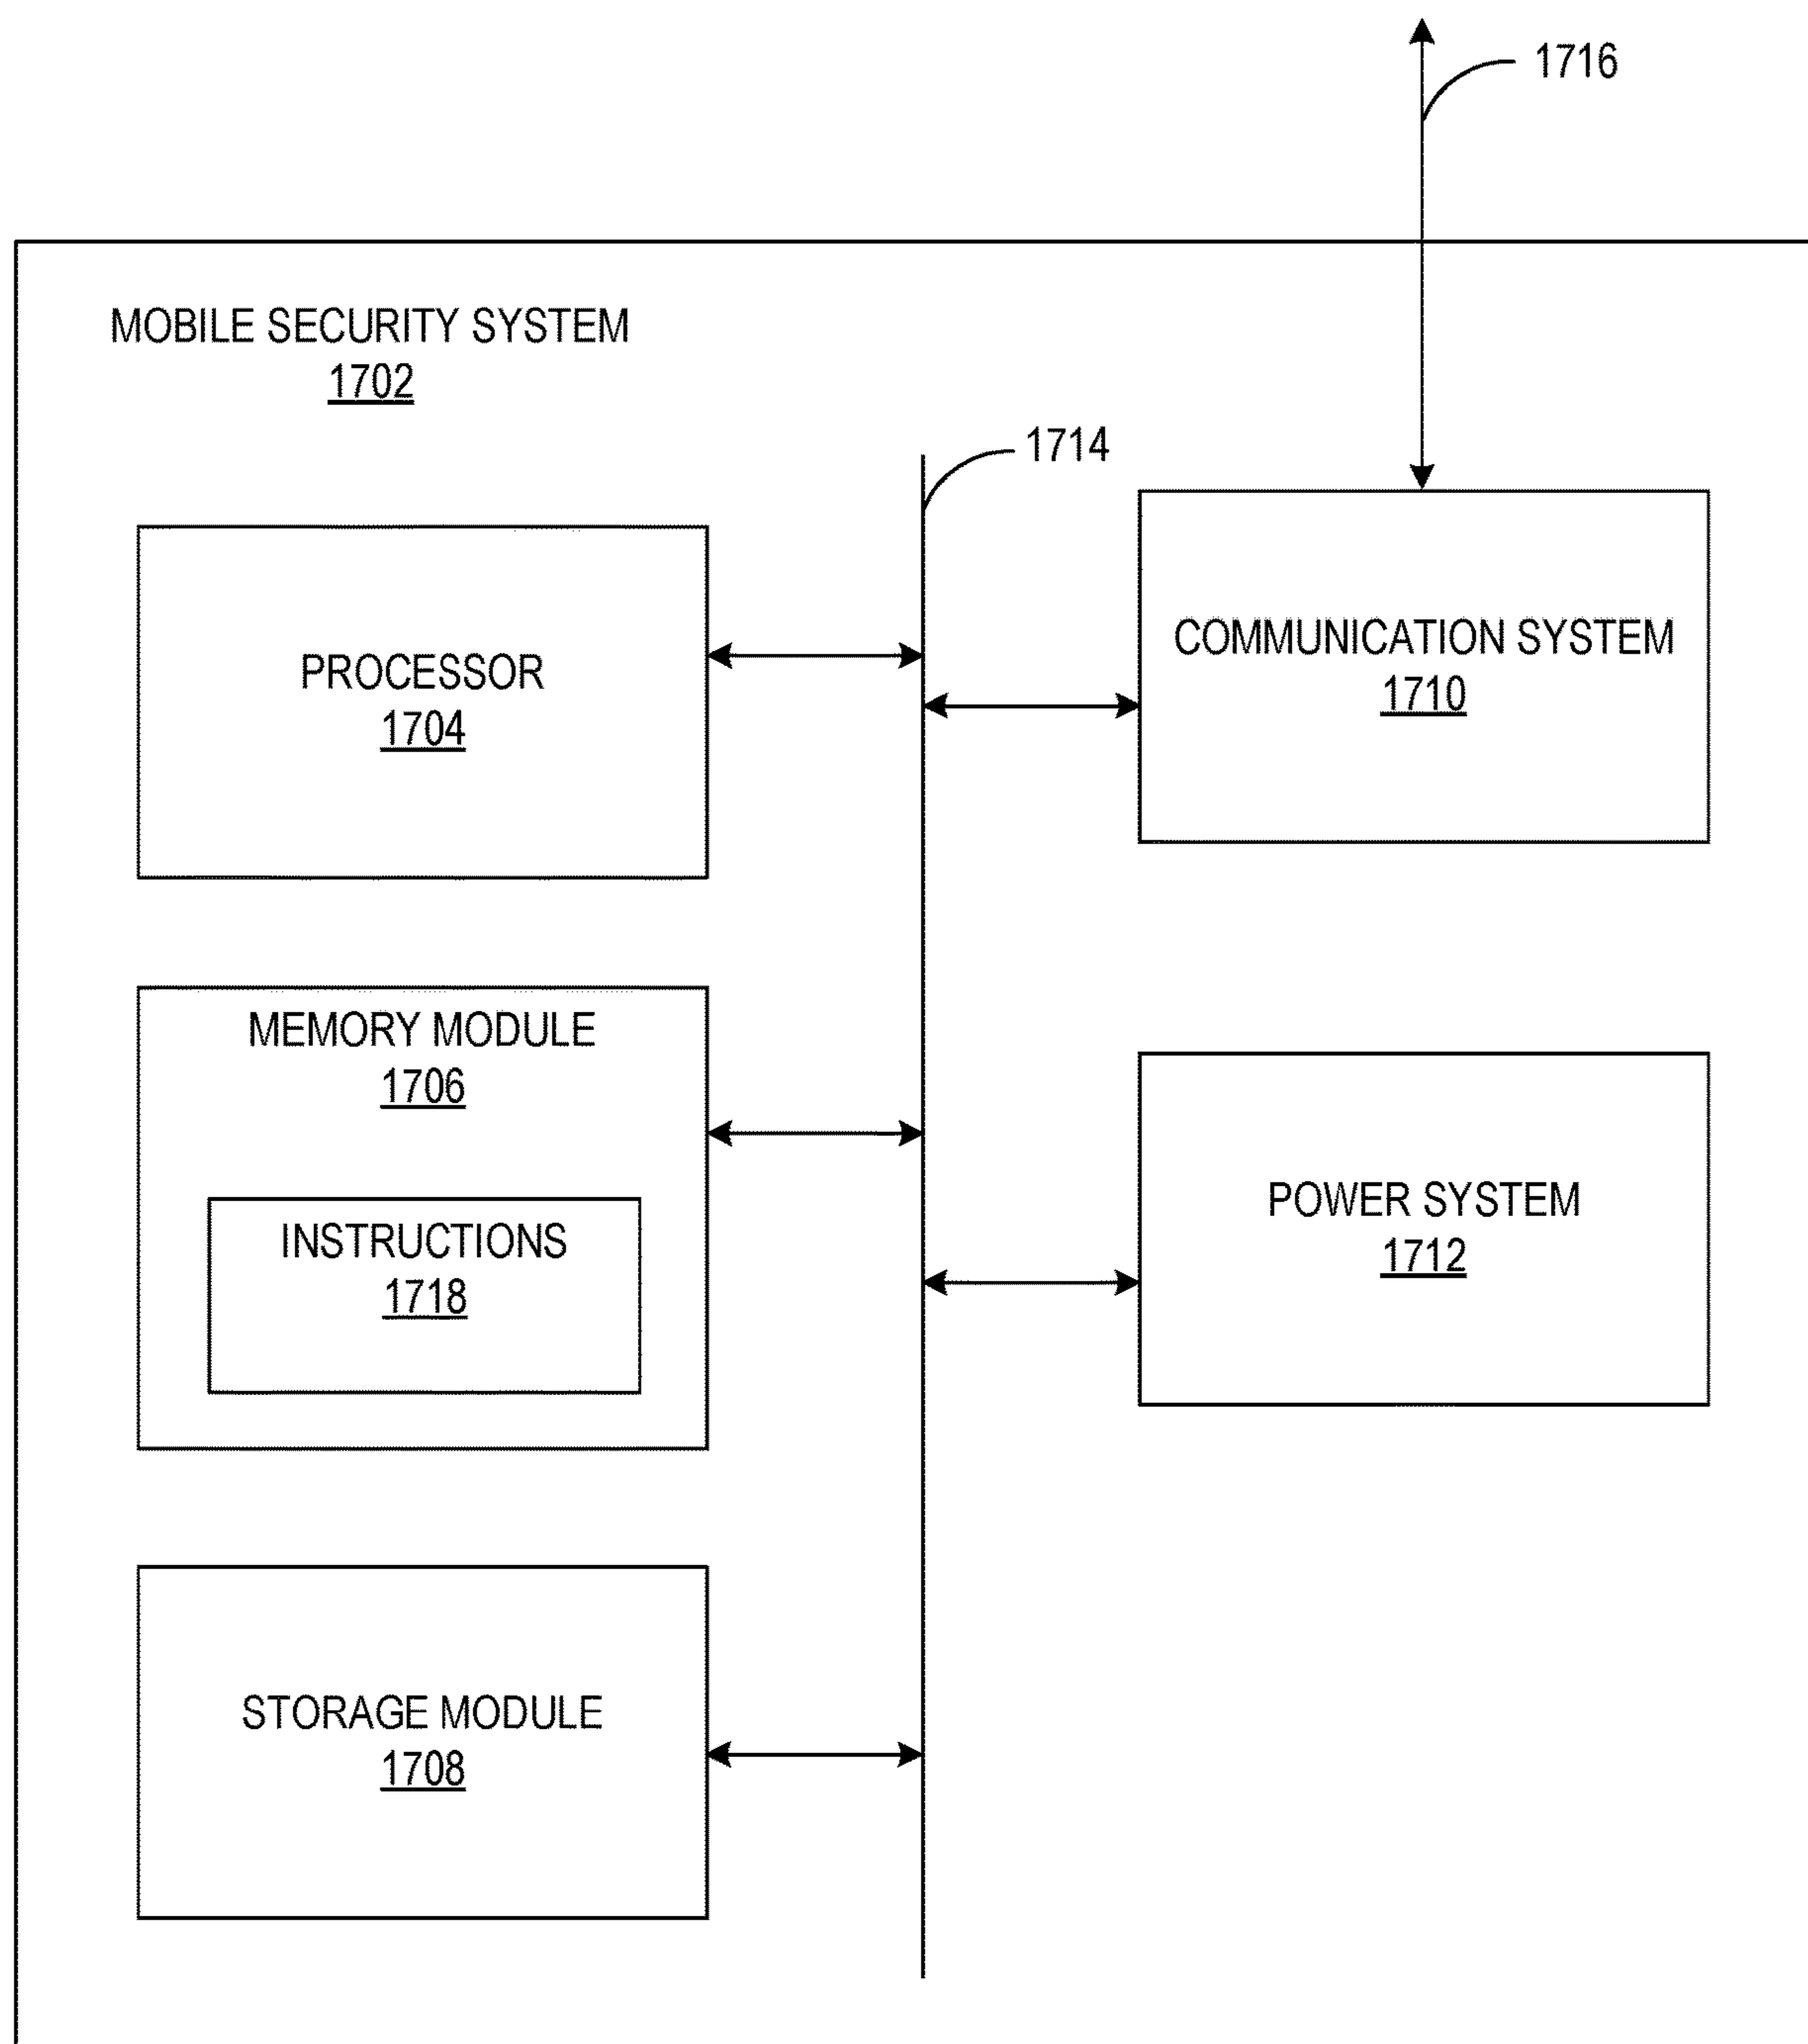 1716
MOBILE SECURITY SYSTEM
1702
1714
PROCESSOR
1704
COMMUNICATION SYSTEM
1710
MEMORY MODULE
1706
INSTRUCTIONS
1718
POWER SYSTEM
1712
STORAGE MODULE
1708